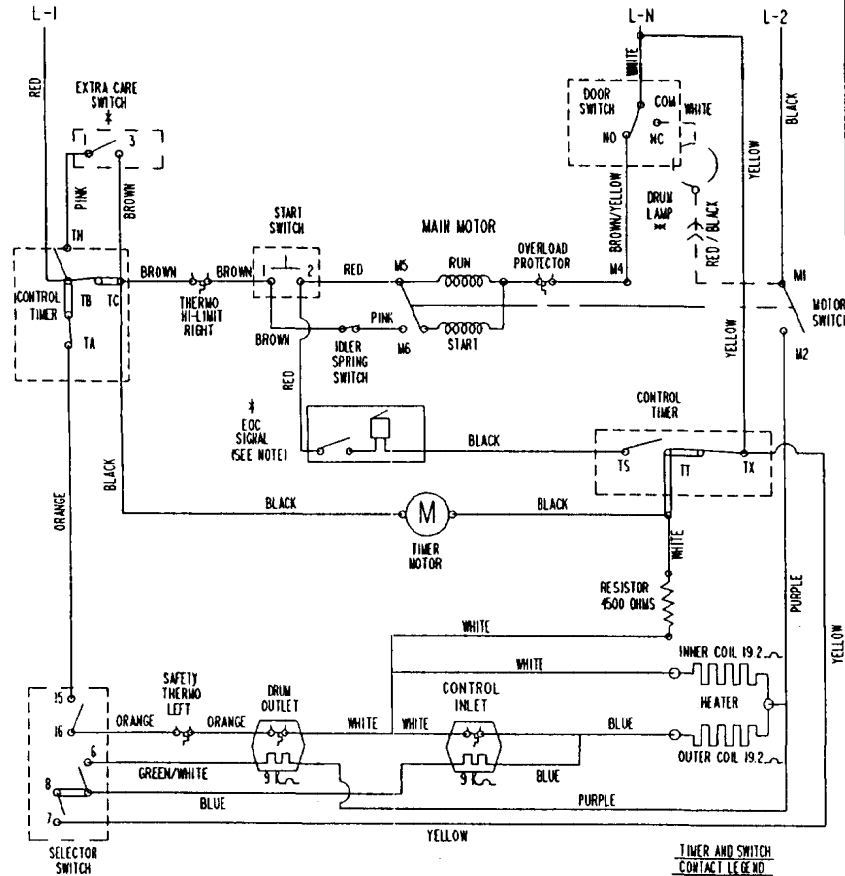 L-1
L-N
L-2
RED
EXTRA CARE
SWITCH
*
1
3
PINK
BROWN
WHITE
DOOR
SWITCH
COM
WHITE
NO
NC
BLACK
YELLOW
DRUM
LAMP
**
RED / BLACK
BROWN/YELLOW
TH
CONTROL
TIMER
TB
TC
TA
BROWN
THERMO
HI-LIMIT
RIGHT
BROWN
START
SWITCH
2
BROWN
RED
MAIN MOTOR
M5
RUN
OVERLOAD
PROTECTOR
M4
M1
MOTOR
SWITCH
M2
PINK
M6
START
IDLER
SPRING
SWITCH
RED
YELLOW
*
EOC
SIGNAL
(SEE NOTE)
BLACK
CONTROL
TIMER
TS
TT
TX
ORANGE
BLACK
BLACK
M
TIMER
MOTOR
BLACK
WHITE
RESISTOR
4500 OHMS
PURPLE
YELLOW
WHITE
WHITE
INNER COIL 19.2
HEATER
OUTER COIL 19.2
15
16
ORANGE
SAFETY
THERMO
LEFT
ORANGE
DRUM
OUTLET
WHITE
WHITE
CONTROL
INLET
BLUE
6
GREEN/WHITE
9 K
9 K
BLUE
8
BLUE
PURPLE
7
YELLOW
SELECTOR
SWITCH
TIMER AND SWITCH
CONTACT LEGEND